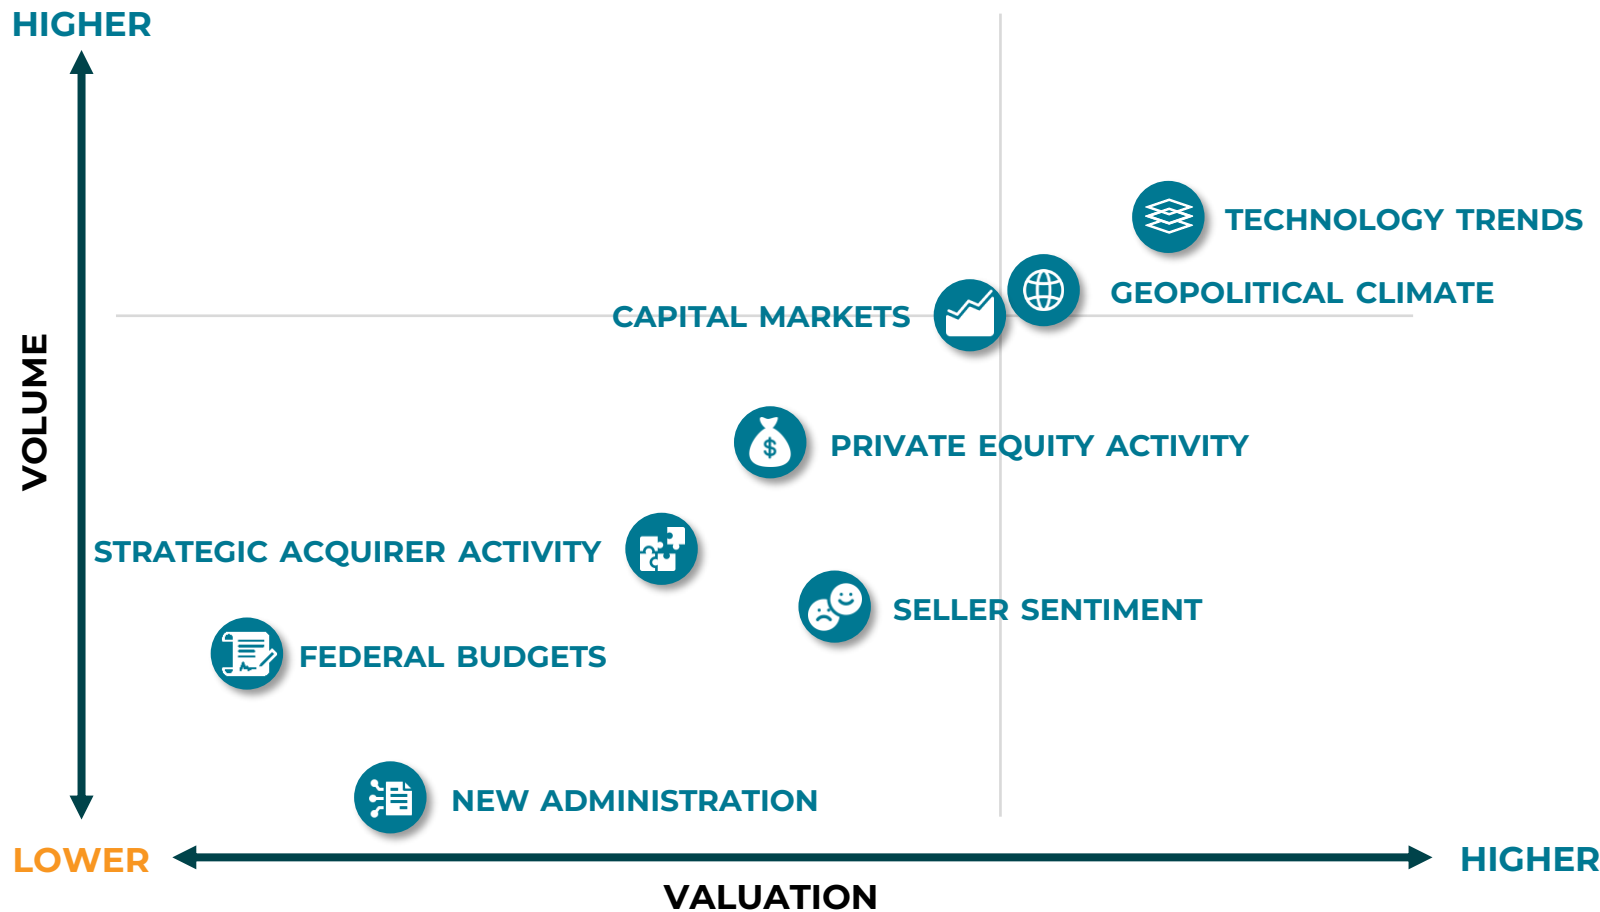 HIGHER
TECHNOLOGY TRENDS
GEOPOLITICAL CLIMATE
CAPITAL MARKETS
VOLUME
$
PRIVATE EQUITY ACTIVITY
STRATEGIC ACQUIRER ACTIVITY
SELLER SENTIMENT
FEDERAL BUDGETS
NEW ADMINISTRATION
LOWER
HIGHER
VALUATION